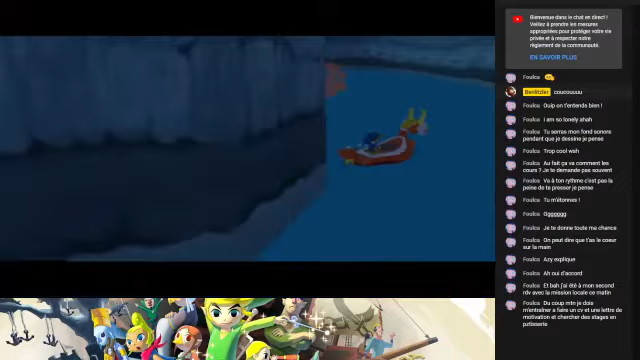 Bienvenue dans le chat en direct !
Veillez à prendre les mesures
appropriées pour protéger votre vie
privée et à respecter notre
règlement de la communauté.
EN SAVOIR PLUS
Foulca
BenRtzler coucouuuu
Foulca Ouip on t'entends bien !
Foulca I am so lonely ahah
Foulca Tu serras mon fond sonore
pendant que je dessine je pense
Foulca Trop cool wsh
Foulca Au fait ça va comment les
cours ? Je te demande pas souvent
Foulca Va à ton rythme c'est pas la
peine de te presser je pense
Foulca Tu m'étonnes !
Foulca Ggggggg
Foulca Je te donne toute ma chance
Foulca On peut dire que t'as le coeur
sur la main
Foulca Azy explique
Foulca Ah oui d'accord
Foulca Et bah j'ai été à mon second
rdv avec la mission locale ce matin
Foulca Du coup mtn je dois
m'entraîner a faire un cv et une lettre de
motivation et chercher des stages en
patisserie